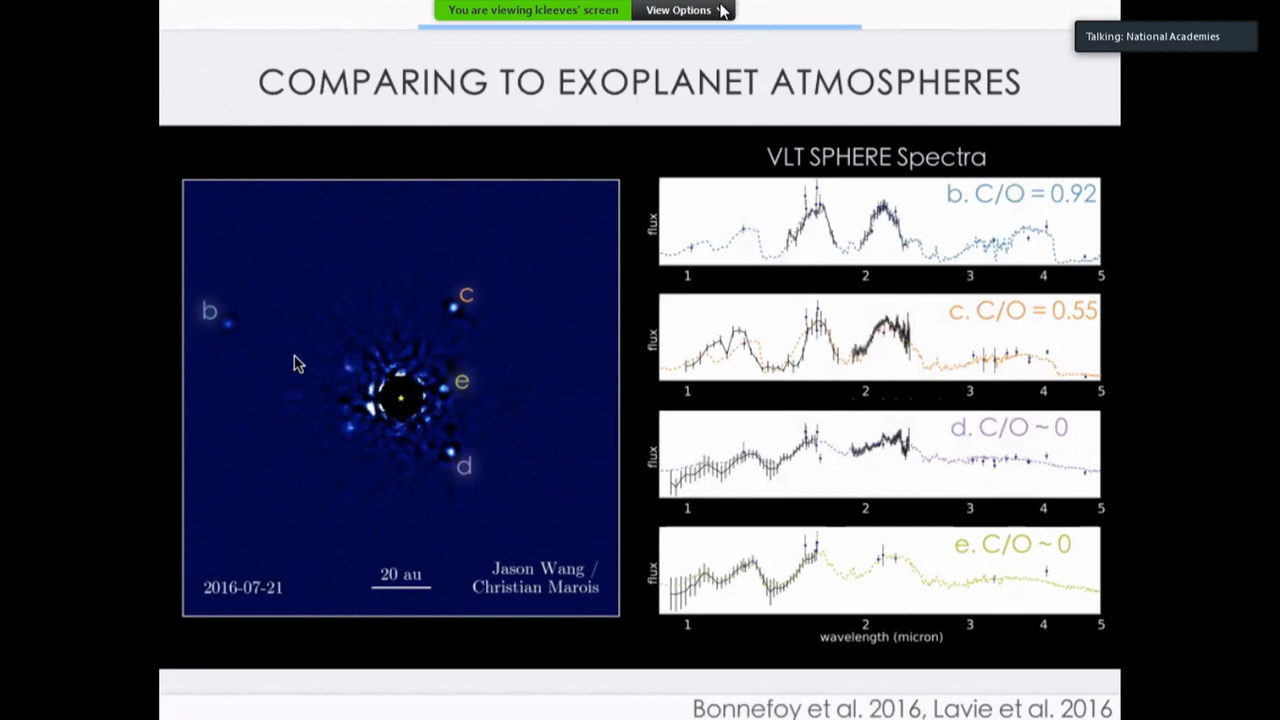 You are viewing lcleeves' screen
View Options
Talking: National Academies
COMPARING TO EXOPLANET ATMOSPHERES
VLT SPHERE Spectra
b
c
e
d
2016-07-21
20 au
Jason Wang /
Christian Marois
flux
b. C/O = 0.92
1 2 3 4 5
flux
c. C/O = 0.55
1 2 3 4 5
flux
d. C/O ~ 0
1 2 3 4 5
flux
e. C/O ~ 0
1 2 3 4 5
wavelength (micron)
Bonnefoy et al. 2016, Lavie et al. 2016